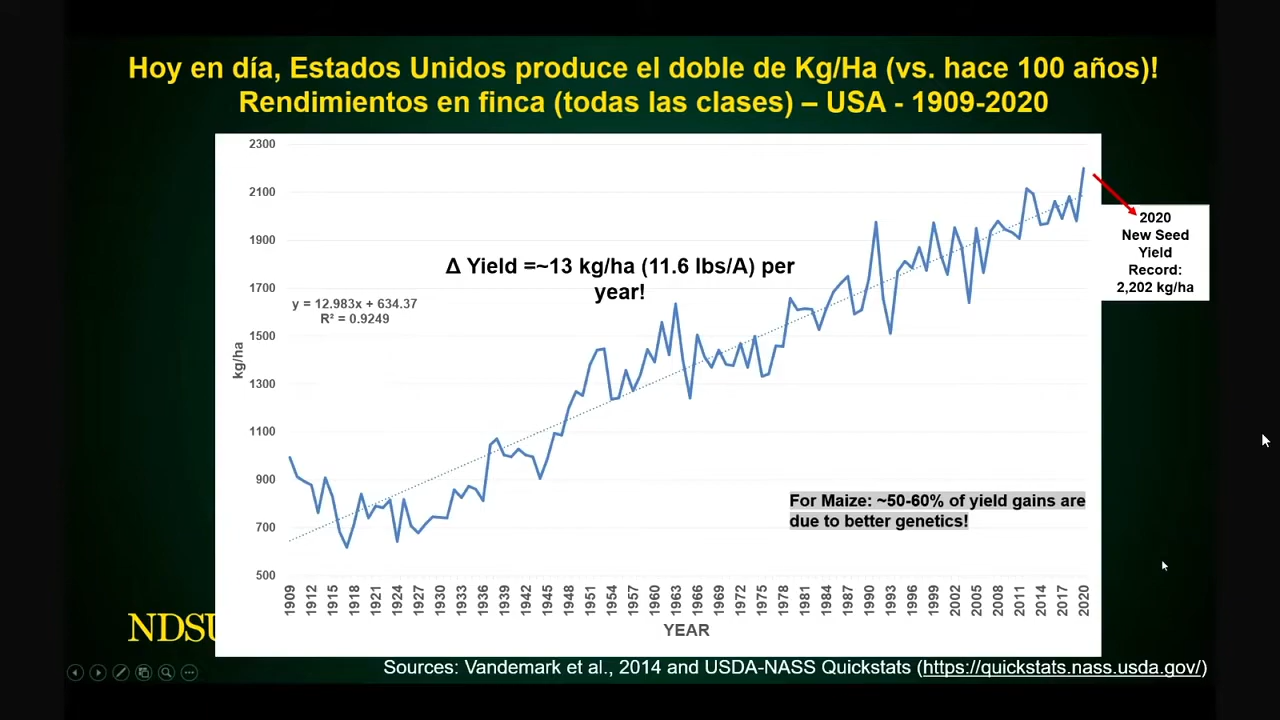 Hoy en día, Estados Unidos produce el doble de Kg/Ha (vs. hace 100 años)!
Rendimientos en finca (todas las clases) – USA - 1909-2020
2300
2100
1900
1700
1500
1300
1100
900
700
500
kg/ha
Δ Yield =~13 kg/ha (11.6 lbs/A) per
year!
y = 12.983x + 634.37
R² = 0.9249
2020
New Seed
Yield
Record:
2,202 kg/ha
For Maize: ~50-60% of yield gains are
due to better genetics!
1909 1912 1915 1918 1921 1924 1927 1930 1933 1936 1939 1942 1945 1948 1951 1954 1957 1960 1963 1966 1969 1972 1975 1978 1981 1984 1987 1990 1993 1996 1999 2002 2005 2008 2011 2014 2017 2020
YEAR
NDSU
Sources: Vandemark et al., 2014 and USDA-NASS Quickstats (https://quickstats.nass.usda.gov/)